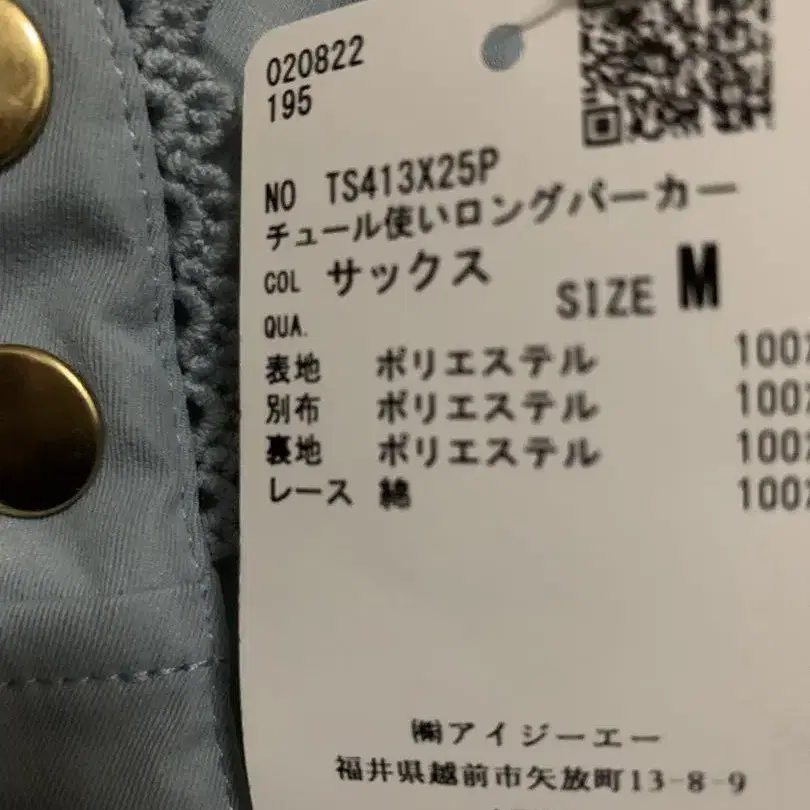 020822
195
NO TS413X25P
チュール使いロングパーカー
COL サックス
SIZE M
QUA.
表地 ポリエステル 100%
別布 ポリエステル 100%
裏地 ポリエステル 100%
レース 綿 100%
㈱アイジーエー
福井県越前市矢放町13-8-9